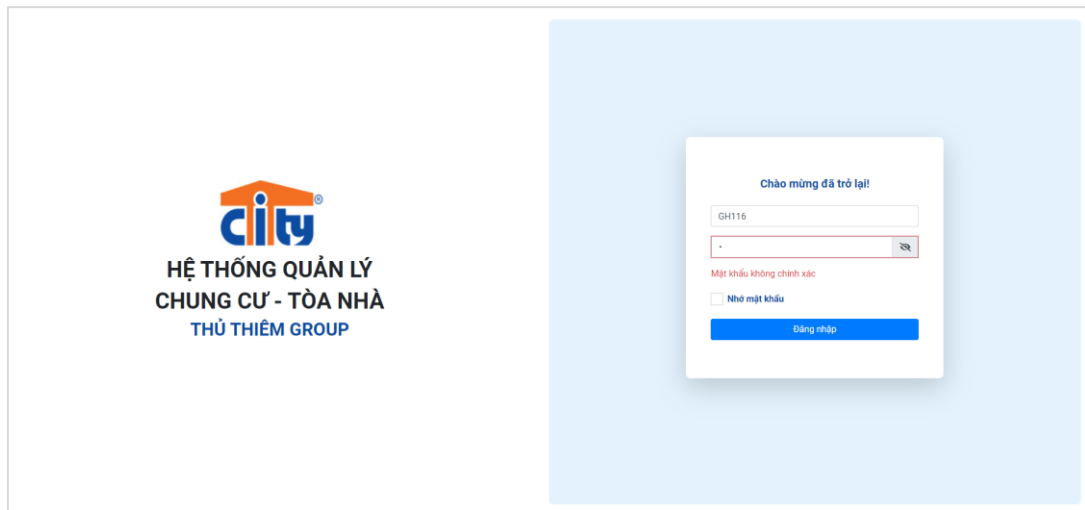 City®
HỆ THỐNG QUẢN LÝ
CHUNG CƯ - TÒA NHÀ
THỦ THIÊM GROUP
Chào mừng đã trở lại!
GH116
Mật khẩu không chính xác
Nhớ mật khẩu
Đăng nhập